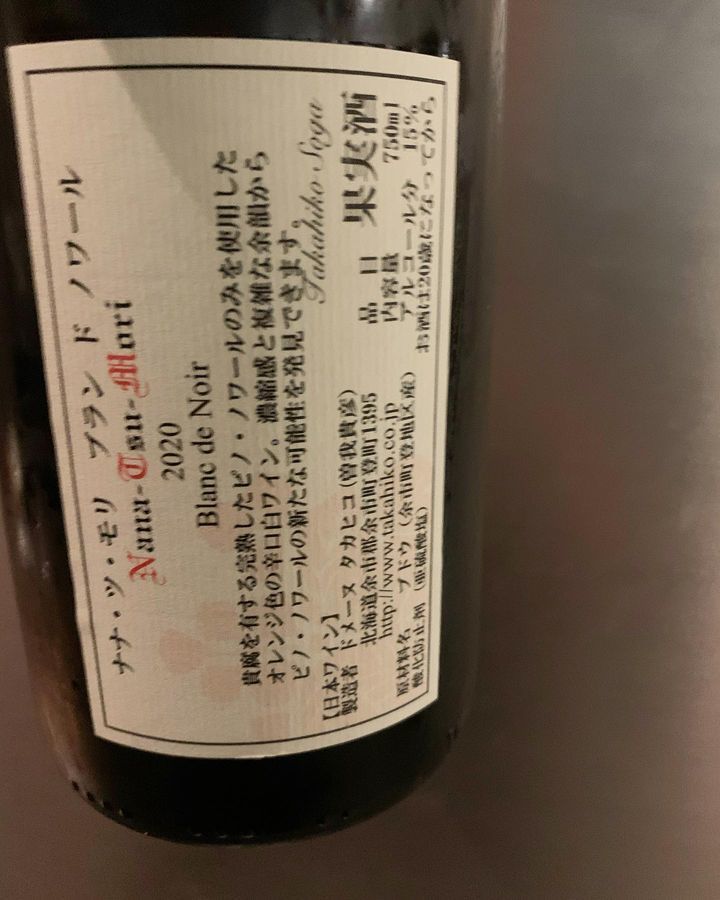 ナナ・ツ・モリ　ブラン　ド　ノワール
Nana-Tsu-Mori
2020
Blanc de Noir
貴腐を有する完熟したピノ・ノワールのみを使用した
オレンジ色の辛口白ワイン。濃縮感と複雑な余韻から
ピノ・ノワールの新たな可能性を発見できます。
Takahiko Soga
【日本ワイン】
製造者　ドメーヌ　タカヒコ (曽我貴彦)
北海道余市郡余市町登町1395
http://www.takahiko.co.jp
原材料名　ブドウ（余市町登地区産）
酸化防止剤（亜硫酸塩）
品　目　果実酒
内容量　750ml
アルコール分　15%
お酒は20歳になってから